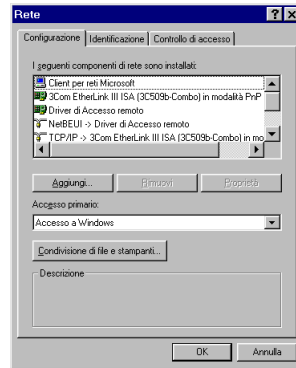 Rete
Configurazione Identificazione Controllo di accesso
I seguenti componenti di rete sono installati:
Client per reti Microsoft
3Com EtherLink III ISA (3C509b-Combo) in modalità PnP
Driver di Accesso remoto
NetBEUI -> Driver di Accesso remoto
TCP/IP -> 3Com EtherLink III ISA (3C509b-Combo) in mo
Aggiungi... Rimuovi Proprietà
Accesso primario:
Accesso a Windows
Condivisione di file e stampanti...
Descrizione
OK Annulla